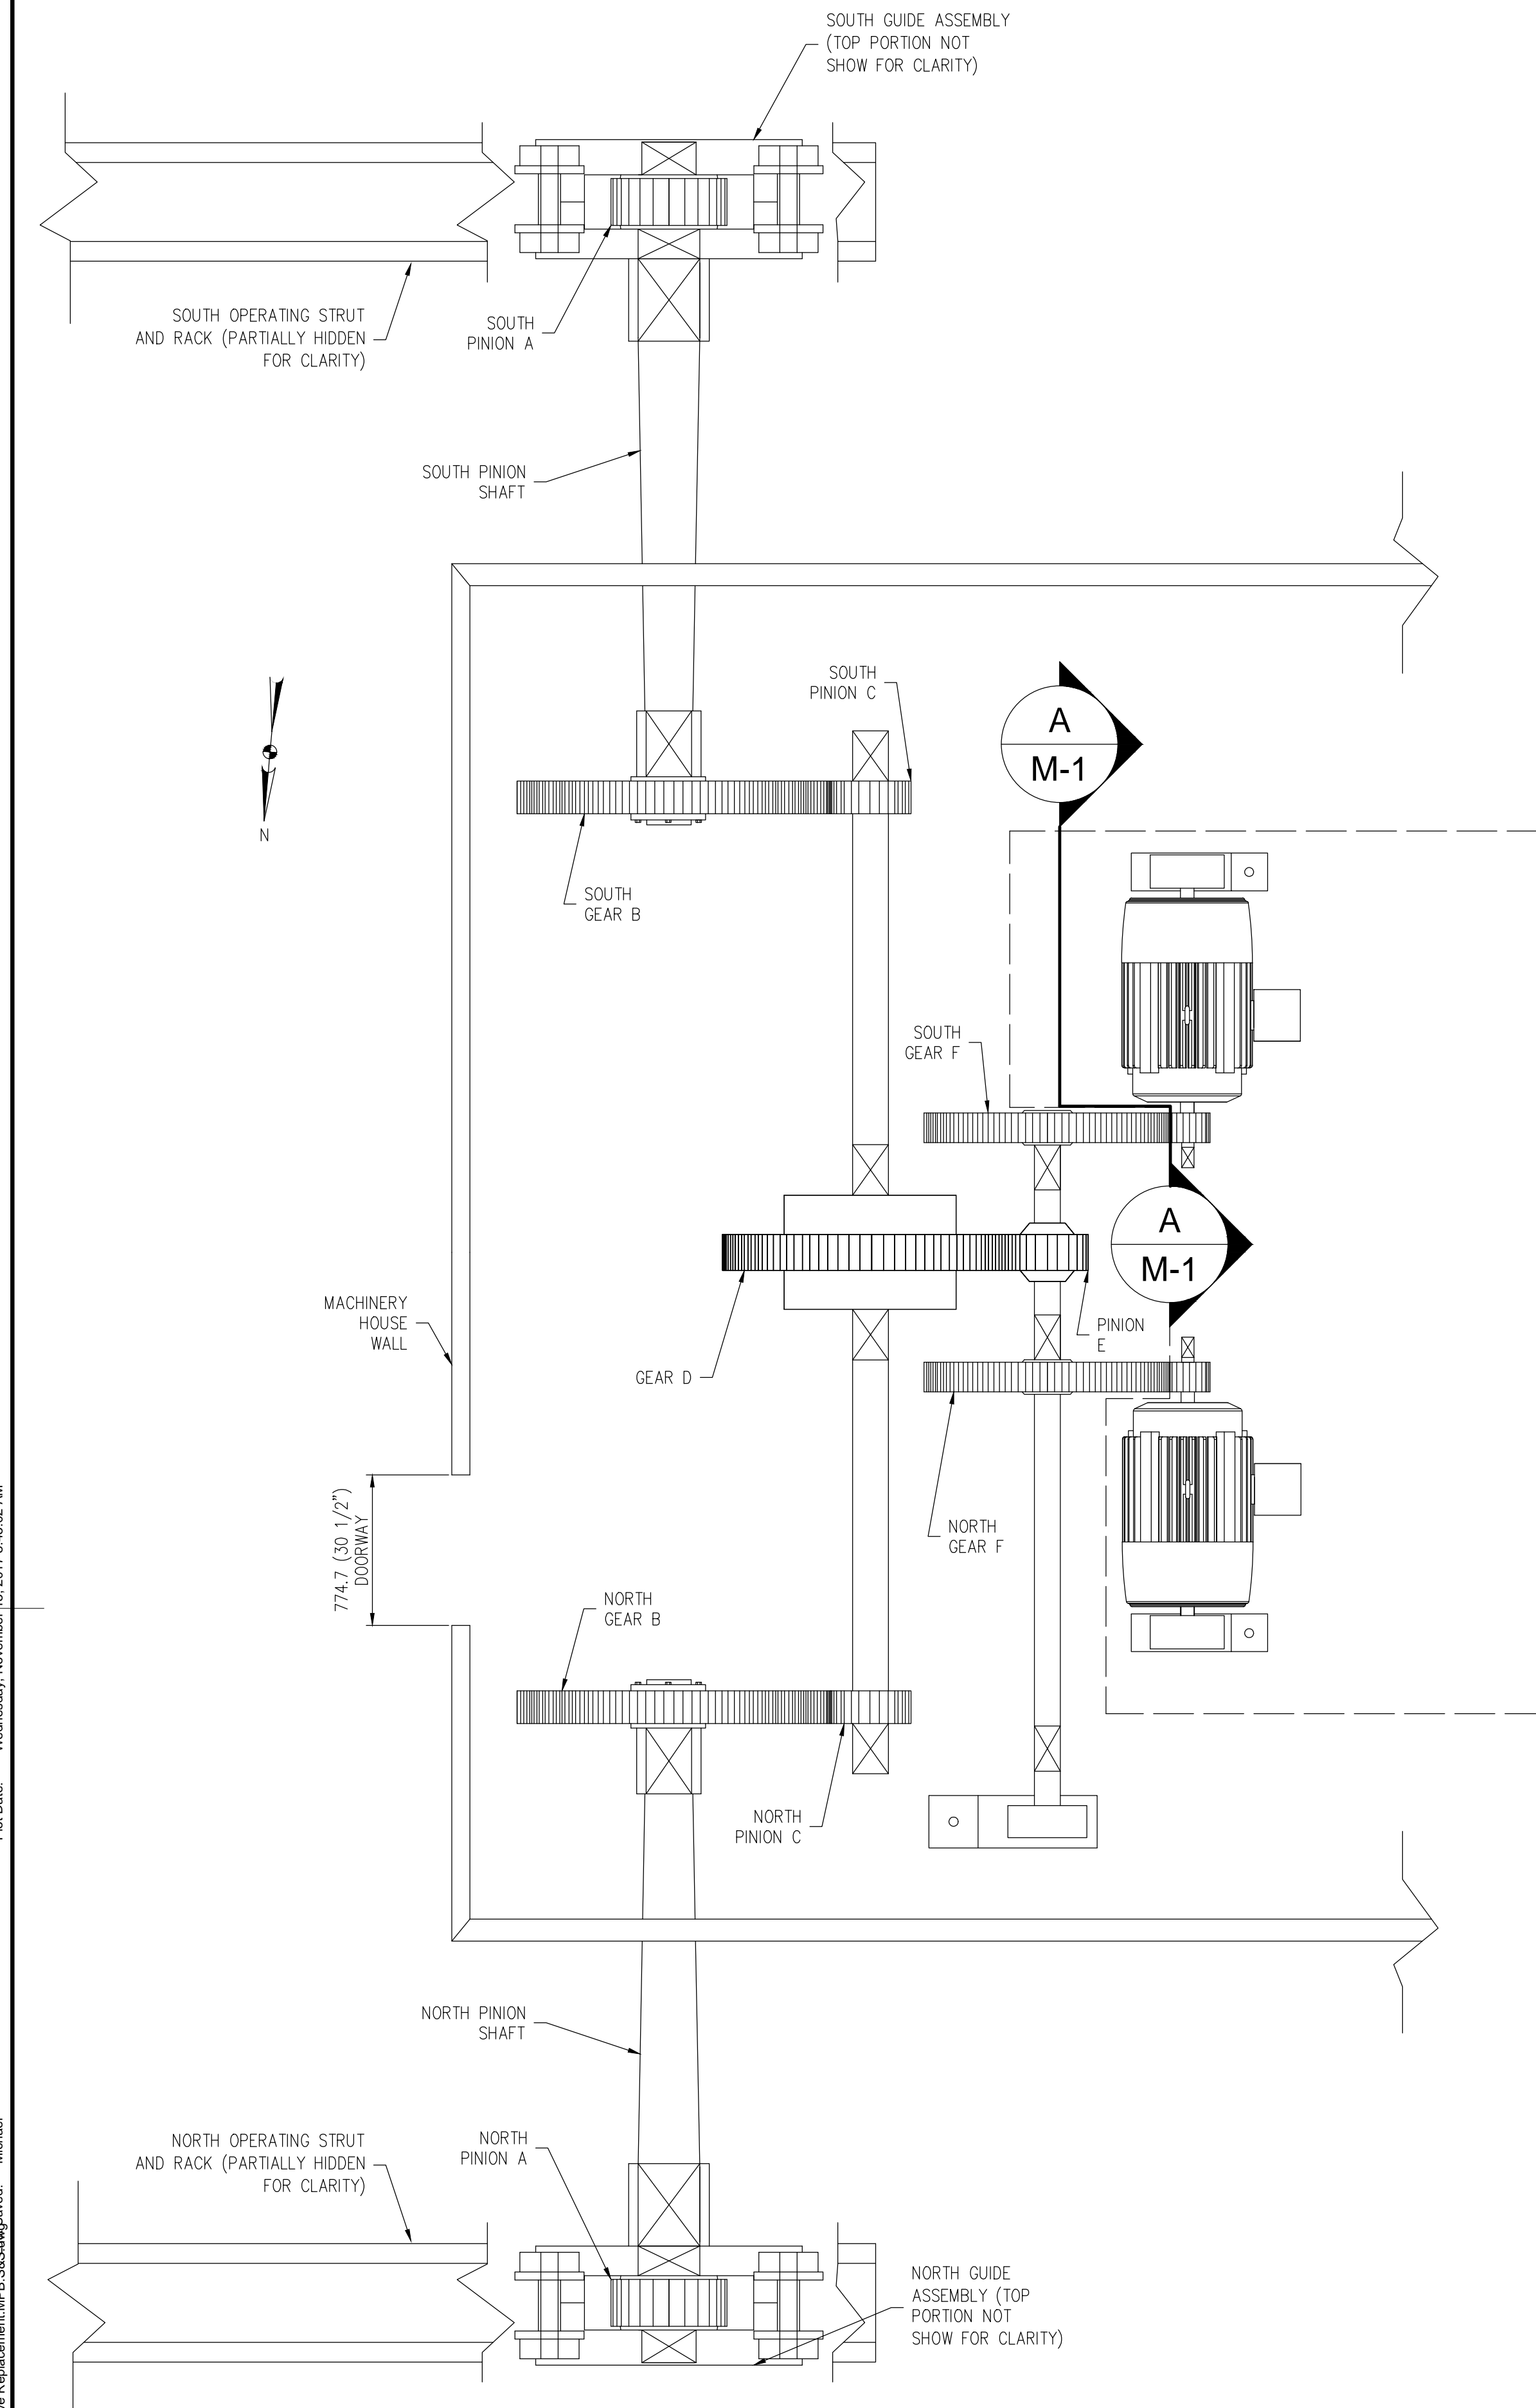 SOUTH GUIDE ASSEMBLY
(TOP PORTION NOT
SHOW FOR CLARITY)
SOUTH OPERATING STRUT
AND RACK (PARTIALLY HIDDEN
FOR CLARITY)
SOUTH
PINION A
SOUTH PINION
SHAFT
SOUTH
PINION C
A
M-1
N
SOUTH
GEAR B
SOUTH
GEAR F
A
M-1
MACHINERY
HOUSE
WALL
PINION
E
GEAR D
774.7 (30 1/2")
DOORWAY
NORTH
GEAR F
NORTH
GEAR B
NORTH
PINION C
NORTH PINION
SHAFT
NORTH OPERATING STRUT
AND RACK (PARTIALLY HIDDEN
FOR CLARITY)
NORTH
PINION A
NORTH GUIDE
ASSEMBLY (TOP
PORTION NOT
SHOW FOR CLARITY)